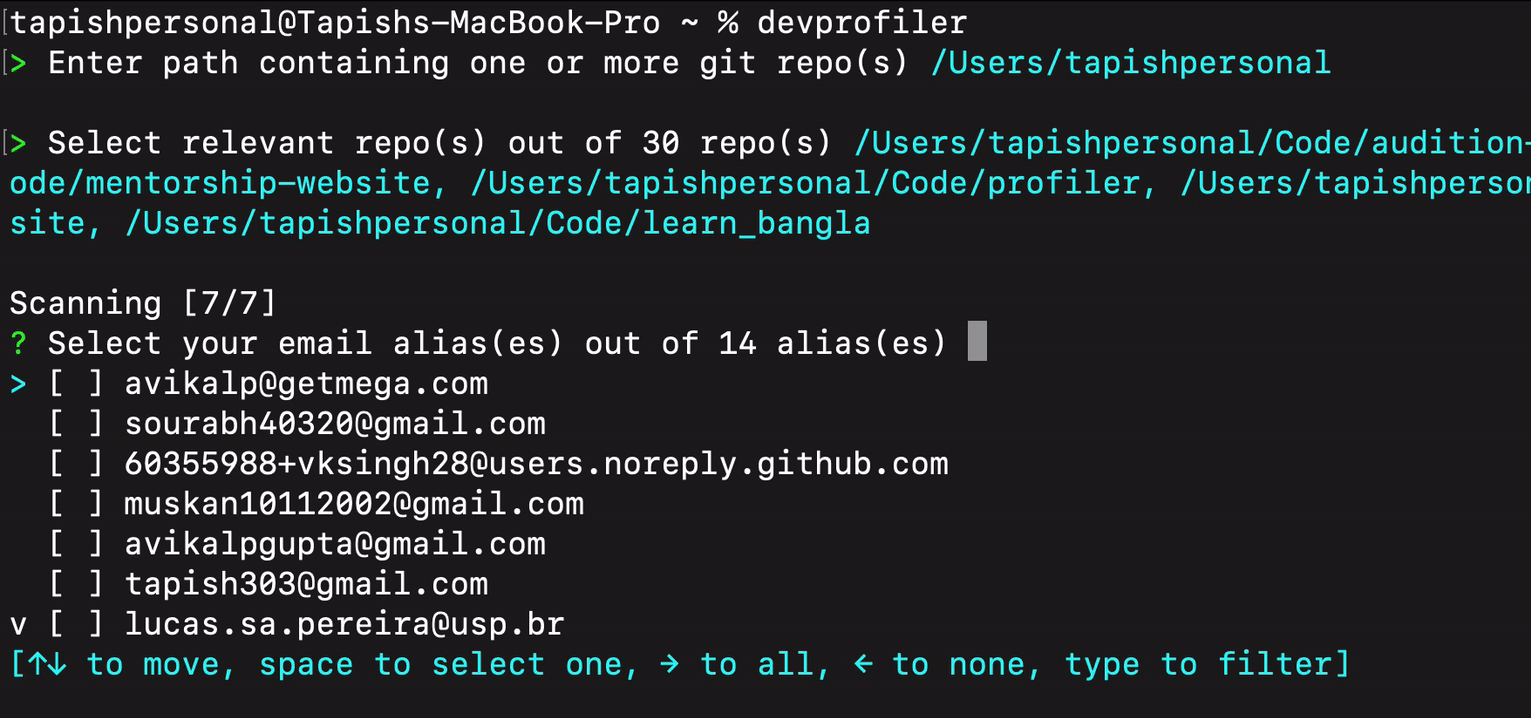 tapishpersonal@Tapishs-MacBook-Pro ~ % devprofiler
> Enter path containing one or more git repo(s) /Users/tapishpersonal
> Select relevant repo(s) out of 30 repo(s) /Users/tapishpersonal/Code/audition-
ode/mentorship-website, /Users/tapishpersonal/Code/profiler, /Users/tapishperson
site, /Users/tapishpersonal/Code/learn_bangla
Scanning [7/7]
? Select your email alias(es) out of 14 alias(es)
> [ ] avikalp@getmega.com
[ ] sourabh40320@gmail.com
[ ] 60355988+vksingh28@users.noreply.github.com
[ ] muskan10112002@gmail.com
[ ] avikalpgupta@gmail.com
[ ] tapish303@gmail.com
v [ ] lucas.sa.pereira@usp.br
[↑↓ to move, space to select one, → to all, ← to none, type to filter]